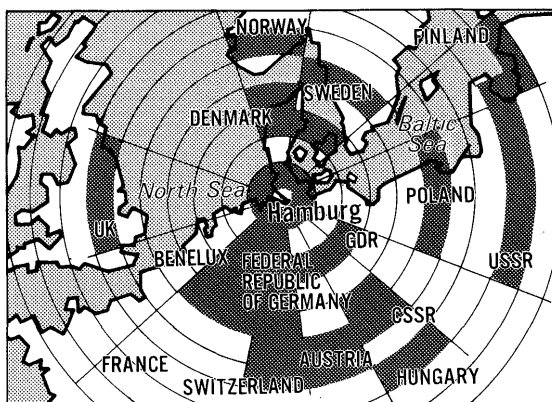 NORWAY
FINLAND
SWEDEN
DENMARK
Baltic
Sea
North Sea
Hamburg
POLAND
UK
GDR
BENELUX
FEDERAL
REPUBLIC
OF GERMANY
USSR
CSSR
AUSTRIA
FRANCE
SWITZERLAND
HUNGARY